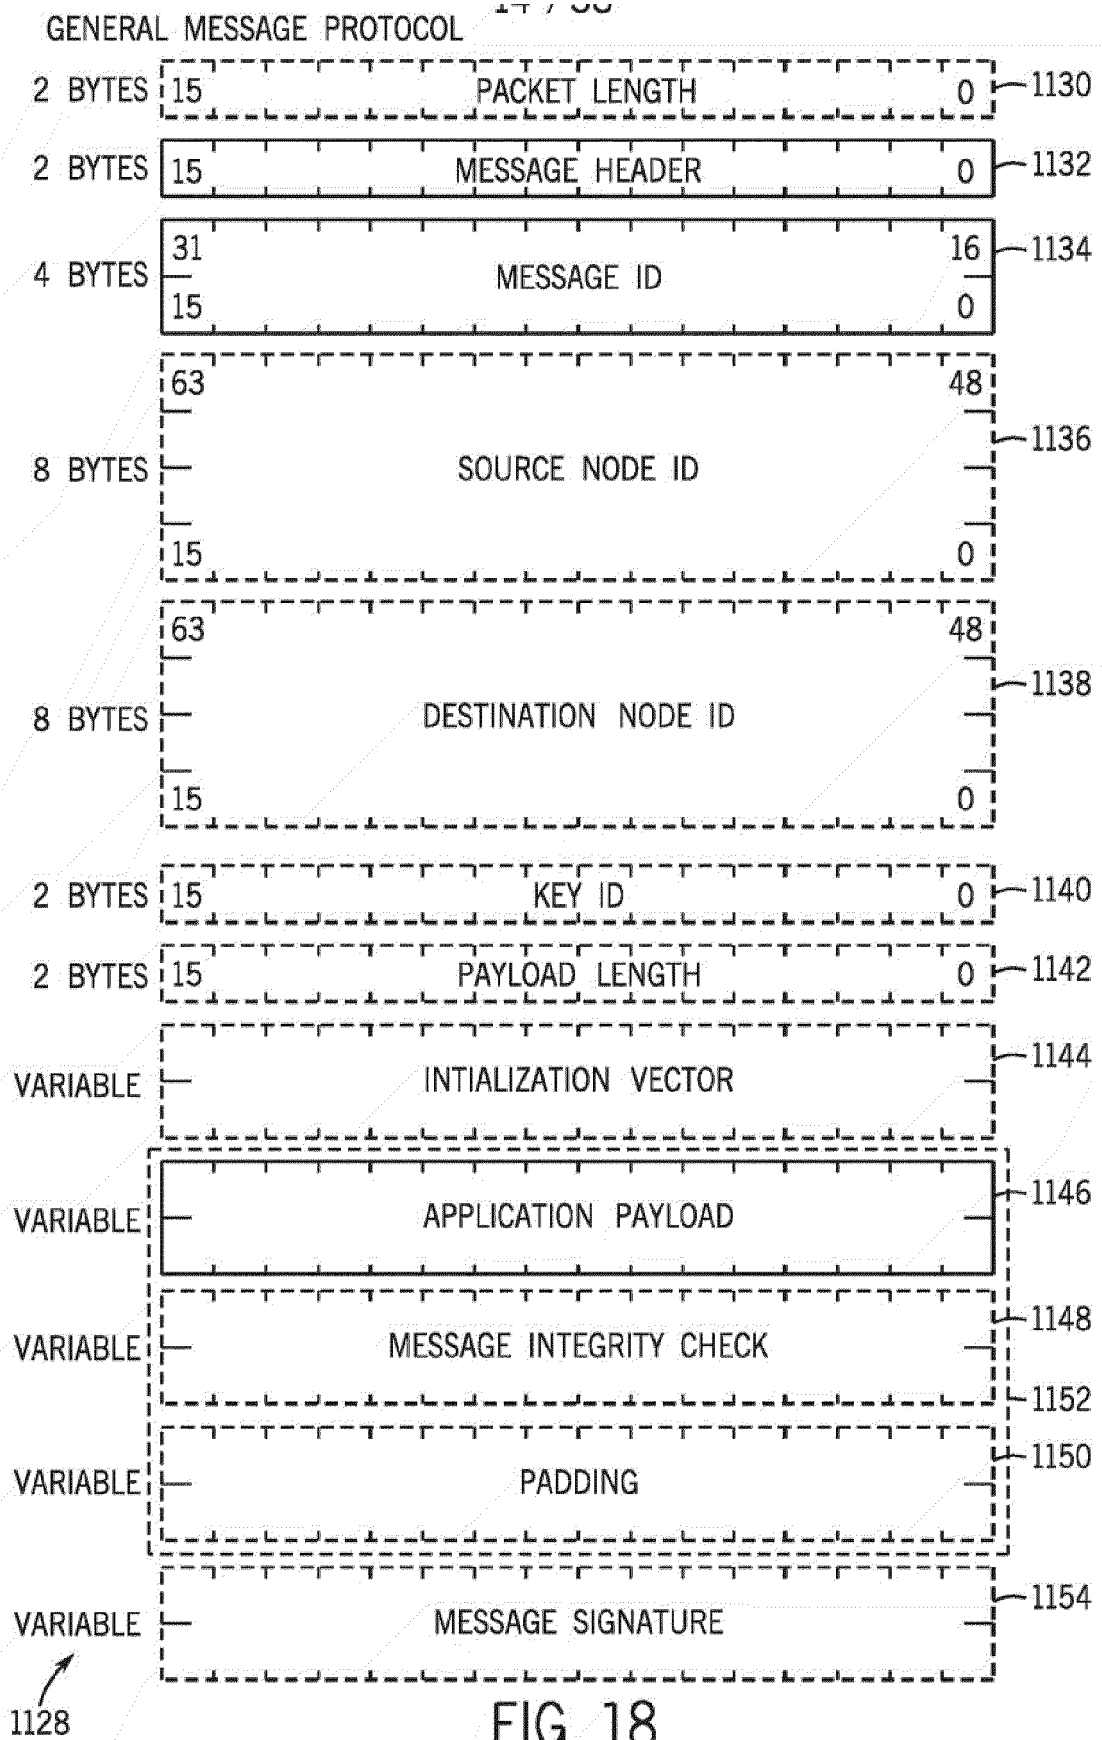 GENERAL MESSAGE PROTOCOL
2 BYTES 15 PACKET LENGTH 0 1130
2 BYTES 15 MESSAGE HEADER 0 1132
31 16 1134
4 BYTES MESSAGE ID
15 0
63 48
1136
8 BYTES SOURCE NODE ID
15 0
63 48
1138
8 BYTES DESTINATION NODE ID
15 0
2 BYTES 15 KEY ID 0 1140
2 BYTES 15 PAYLOAD LENGTH 0 1142
1144
VARIABLE INTIALIZATION VECTOR
1146
VARIABLE APPLICATION PAYLOAD
1148
VARIABLE MESSAGE INTEGRITY CHECK
1152
1150
VARIABLE PADDING
1154
VARIABLE MESSAGE SIGNATURE
1128
FIG 18